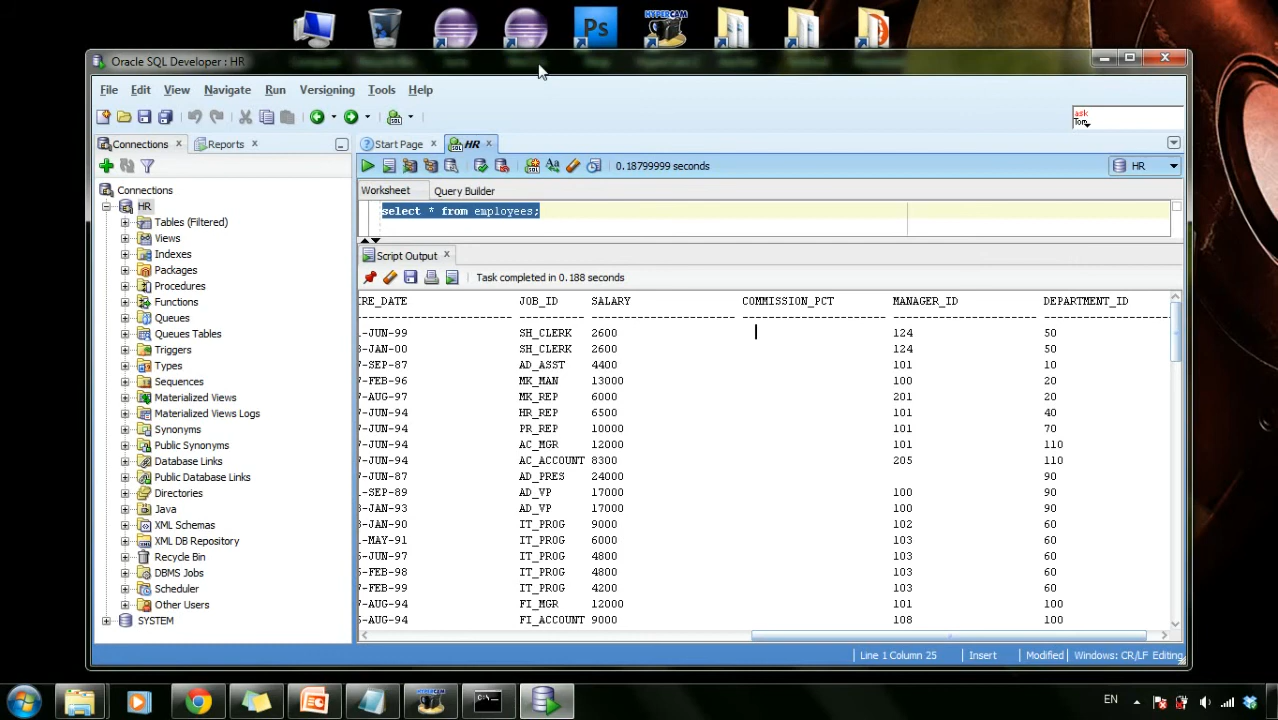 Ps
HYPERCAM
Oracle SQL Developer : HR
File Edit View Navigate Run Versioning Tools Help
ask
Tom
Connections Reports
Start Page HR
0.18799999 seconds
HR
Worksheet Query Builder
select * from employees;
Connections
HR
Tables (Filtered)
Views
Indexes
Packages
Procedures
Functions
Queues
Queues Tables
Triggers
Types
Sequences
Materialized Views
Materialized Views Logs
Synonyms
Public Synonyms
Database Links
Public Database Links
Directories
Java
XML Schemas
XML DB Repository
Recycle Bin
DBMS Jobs
Scheduler
Other Users
SYSTEM
Script Output
Task completed in 0.188 seconds
RE_DATE JOB_ID SALARY COMMISSION_PCT MANAGER_ID DEPARTMENT_ID
-JUN-99 SH_CLERK 2600 124 50
-JAN-00 SH_CLERK 2600 124 50
-SEP-87 AD_ASST 4400 101 10
-FEB-96 MK_MAN 13000 100 20
-AUG-97 MK_REP 6000 201 20
-JUN-94 HR_REP 6500 101 40
-JUN-94 PR_REP 10000 101 70
-JUN-94 AC_MGR 12000 101 110
-JUN-94 AC_ACCOUNT 8300 205 110
-JUN-87 AD_PRES 24000 90
-SEP-89 AD_VP 17000 100 90
-JAN-93 AD_VP 17000 100 90
-JAN-90 IT_PROG 9000 102 60
-MAY-91 IT_PROG 6000 103 60
-JUN-97 IT_PROG 4800 103 60
-FEB-98 IT_PROG 4800 103 60
-FEB-99 IT_PROG 4200 103 60
-AUG-94 FI_MGR 12000 101 100
-AUG-94 FI_ACCOUNT 9000 108 100
Line 1 Column 25 Insert Modified Windows: CR/LF Editing
EN